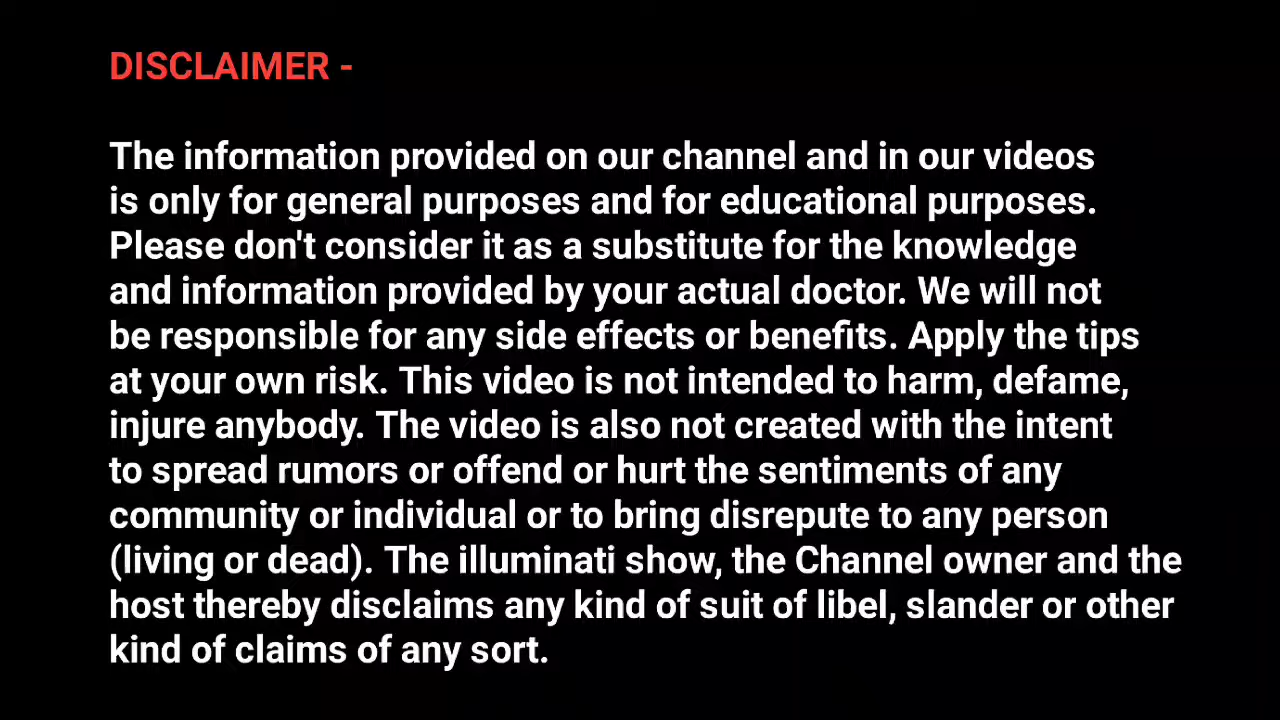 DISCLAIMER -
The information provided on our channel and in our videos
is only for general purposes and for educational purposes.
Please don't consider it as a substitute for the knowledge
and information provided by your actual doctor. We will not
be responsible for any side effects or benefits. Apply the tips
at your own risk. This video is not intended to harm, defame,
injure anybody. The video is also not created with the intent
to spread rumors or offend or hurt the sentiments of any
community or individual or to bring disrepute to any person
(living or dead). The illuminati show, the Channel owner and the
host thereby disclaims any kind of suit of libel, slander or other
kind of claims of any sort.